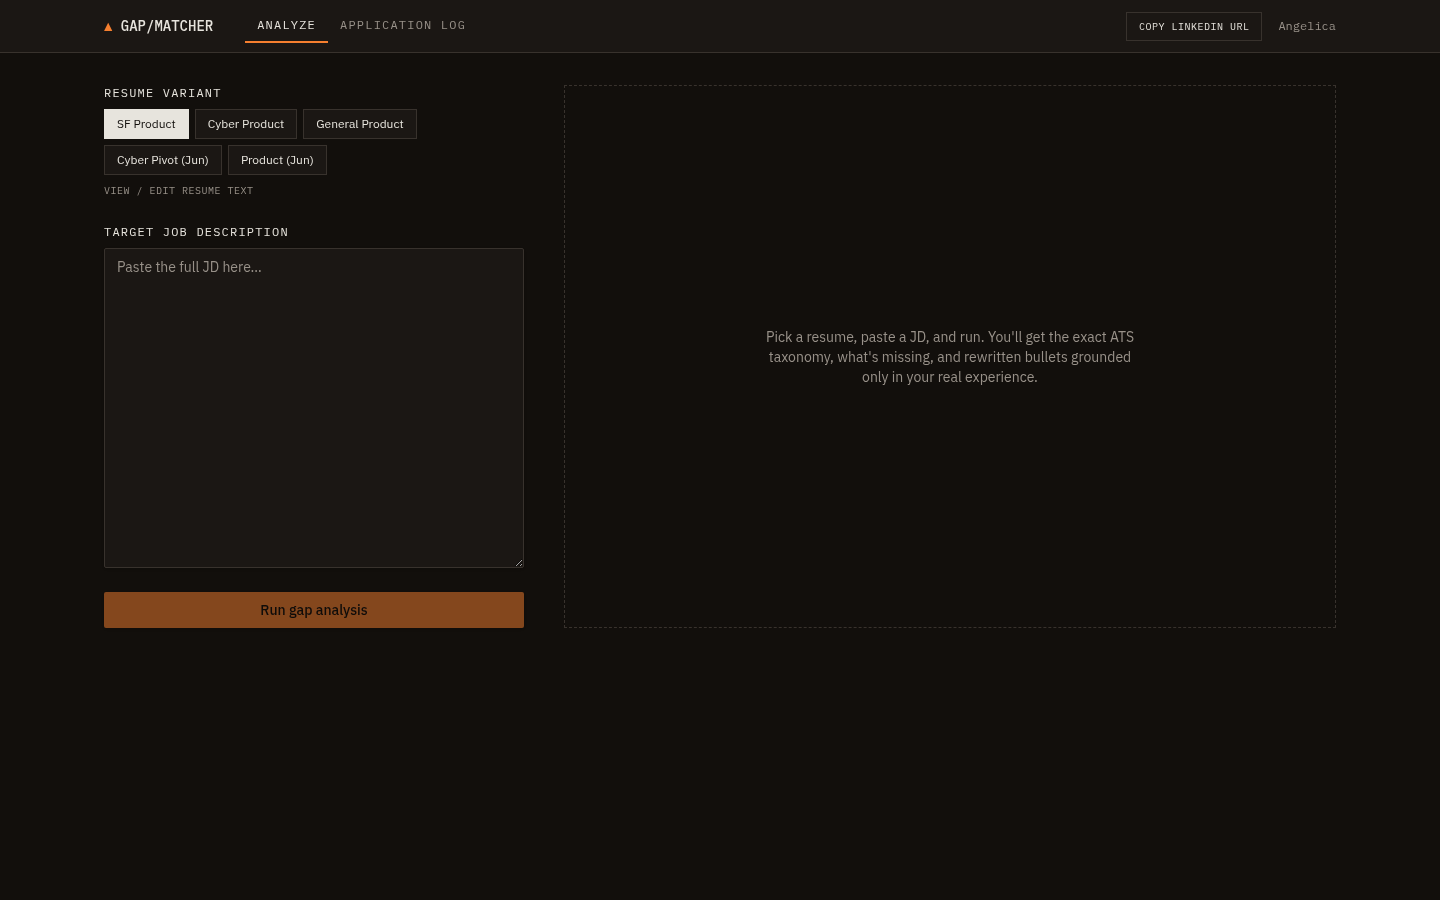 ▲ GAP/MATCHER
ANALYZE
APPLICATION LOG
COPY LINKEDIN URL
Angelica
RESUME VARIANT
SF Product
Cyber Product
General Product
Cyber Pivot (Jun)
Product (Jun)
VIEW / EDIT RESUME TEXT
TARGET JOB DESCRIPTION
Paste the full JD here...
Run gap analysis
Pick a resume, paste a JD, and run. You'll get the exact ATS
taxonomy, what's missing, and rewritten bullets grounded
only in your real experience.